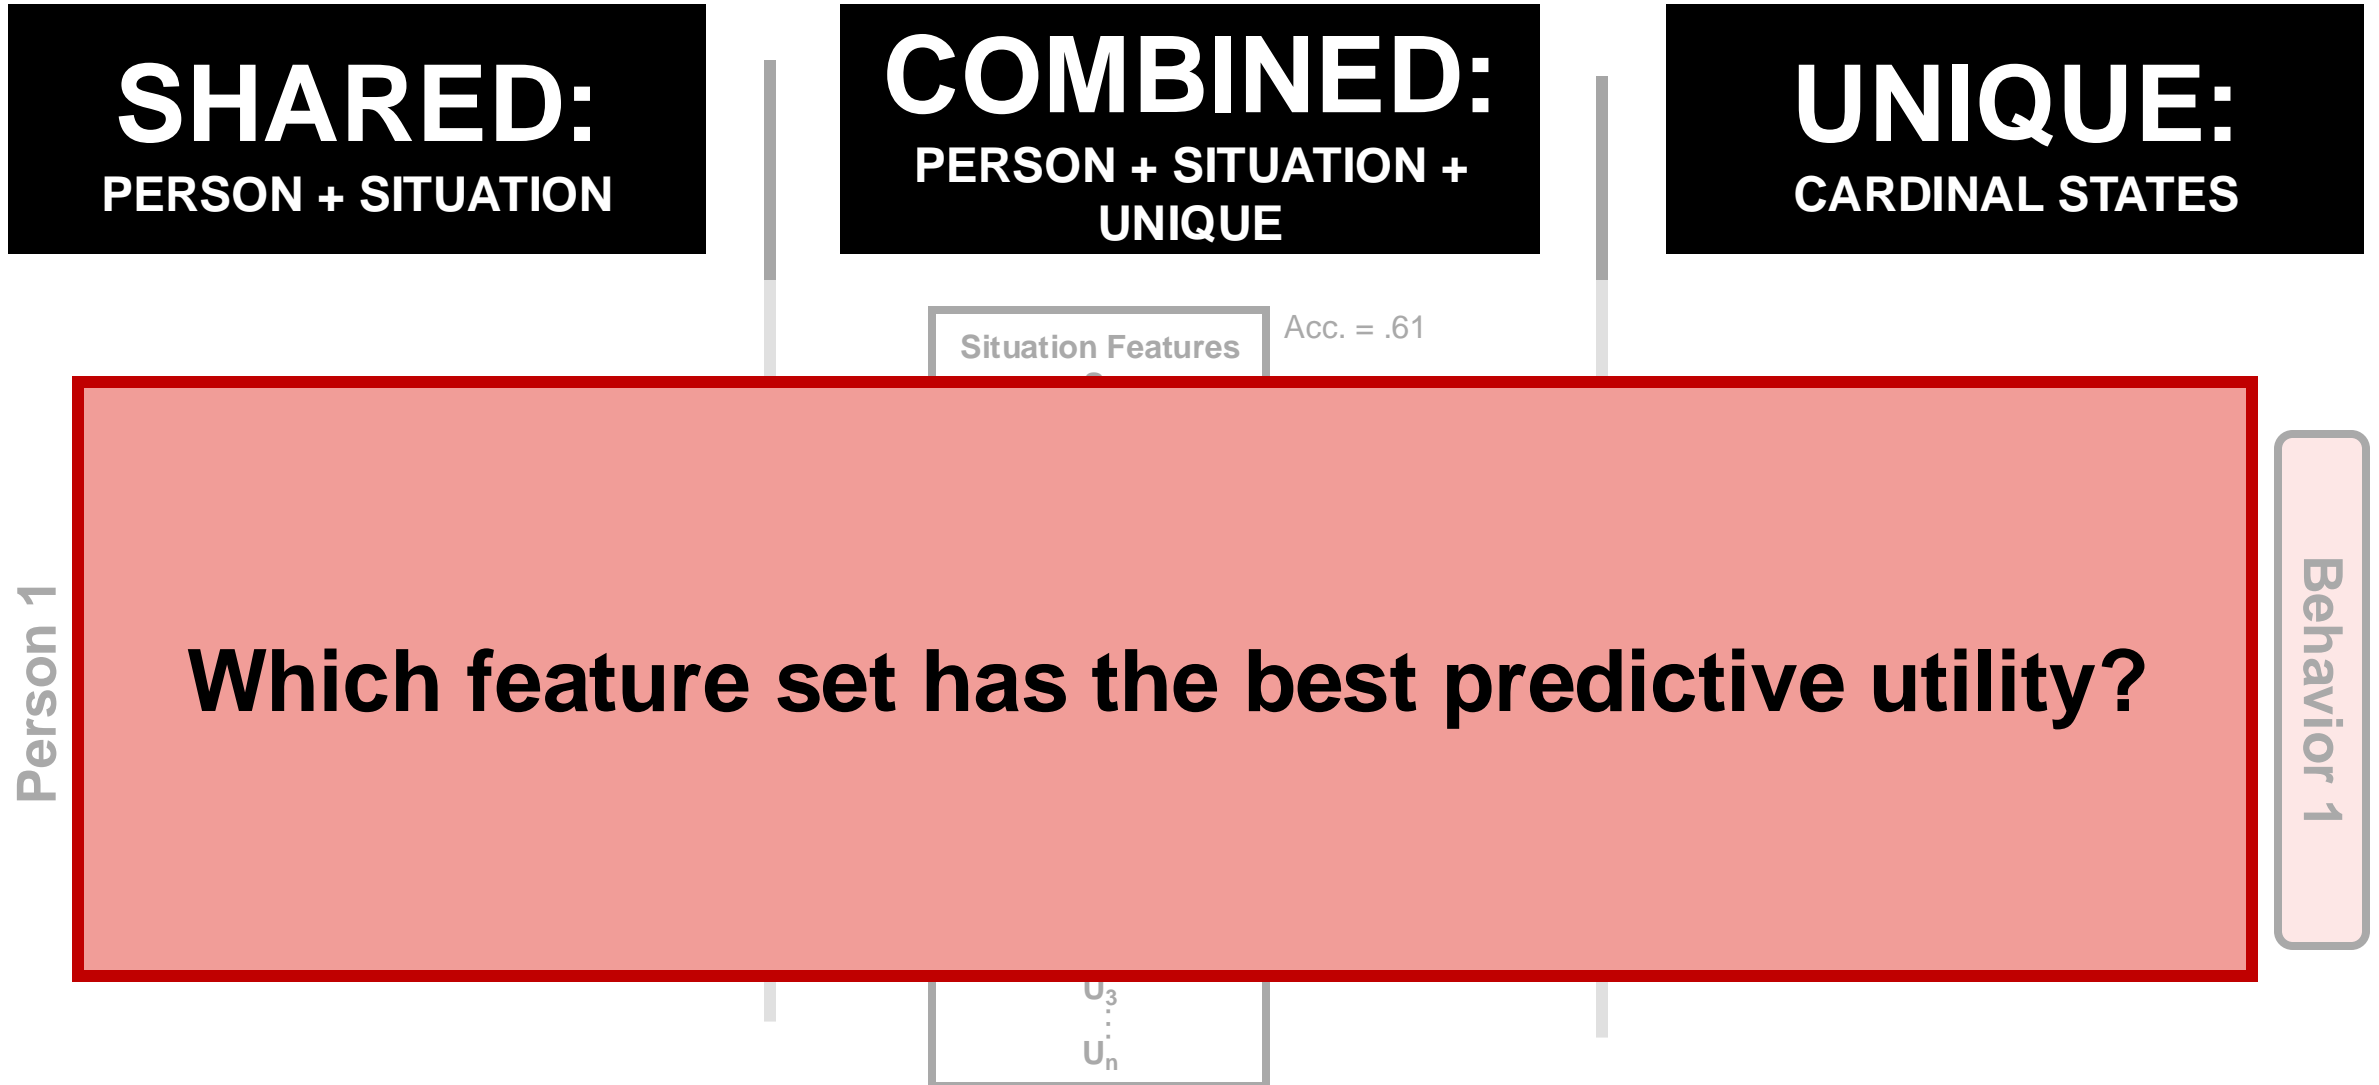 SHARED:
PERSON + SITUATION
COMBINED:
PERSON + SITUATION +
UNIQUE
UNIQUE:
CARDINAL STATES
Situation Features
Acc. = .61
Person 1
Which feature set has the best predictive utility?
Behavior 1
U3
Un